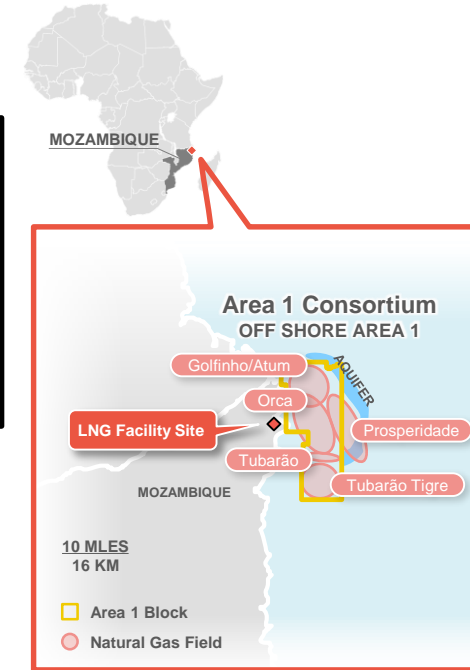 MOZAMBIQUE
Area 1 Consortium
OFF SHORE AREA 1
Golfinho/Atum
AQUIFER
Orca
LNG Facility Site
Prosperidade
Tubarão
MOZAMBIQUE
Tubarão Tigre
10 MLES
16 KM
Area 1 Block
Natural Gas Field